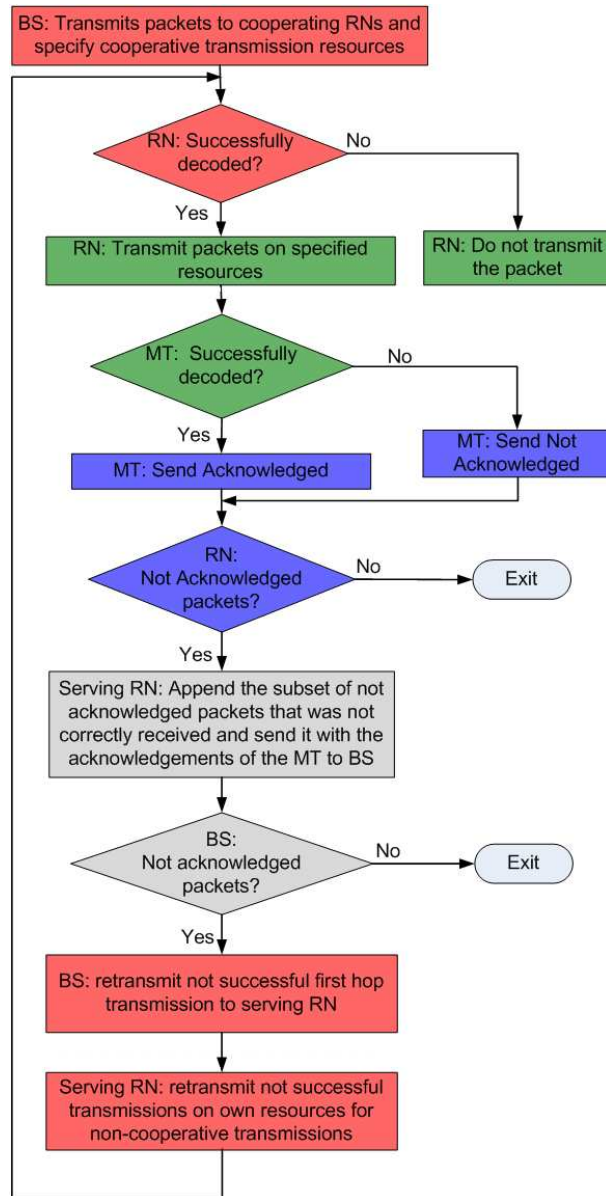 BS: Transmits packets to cooperating RNs and
specify cooperative transmission resources
RN: Successfully
decoded?
No
Yes
RN: Transmit packets on specified
resources
RN: Do not transmit
the packet
MT: Successfully
decoded?
No
Yes
MT: Send Acknowledged
MT: Send Not
Acknowledged
RN:
Not Acknowledged
packets?
No
Exit
Yes
Serving RN: Append the subset of not
acknowledged packets that was not
correctly received and send it with the
acknowledgements of the MT to BS
BS:
Not acknowledged
packets?
No
Exit
Yes
BS: retransmit not successful first hop
transmission to serving RN
Serving RN: retransmit not successful
transmissions on own resources for
non-cooperative transmissions